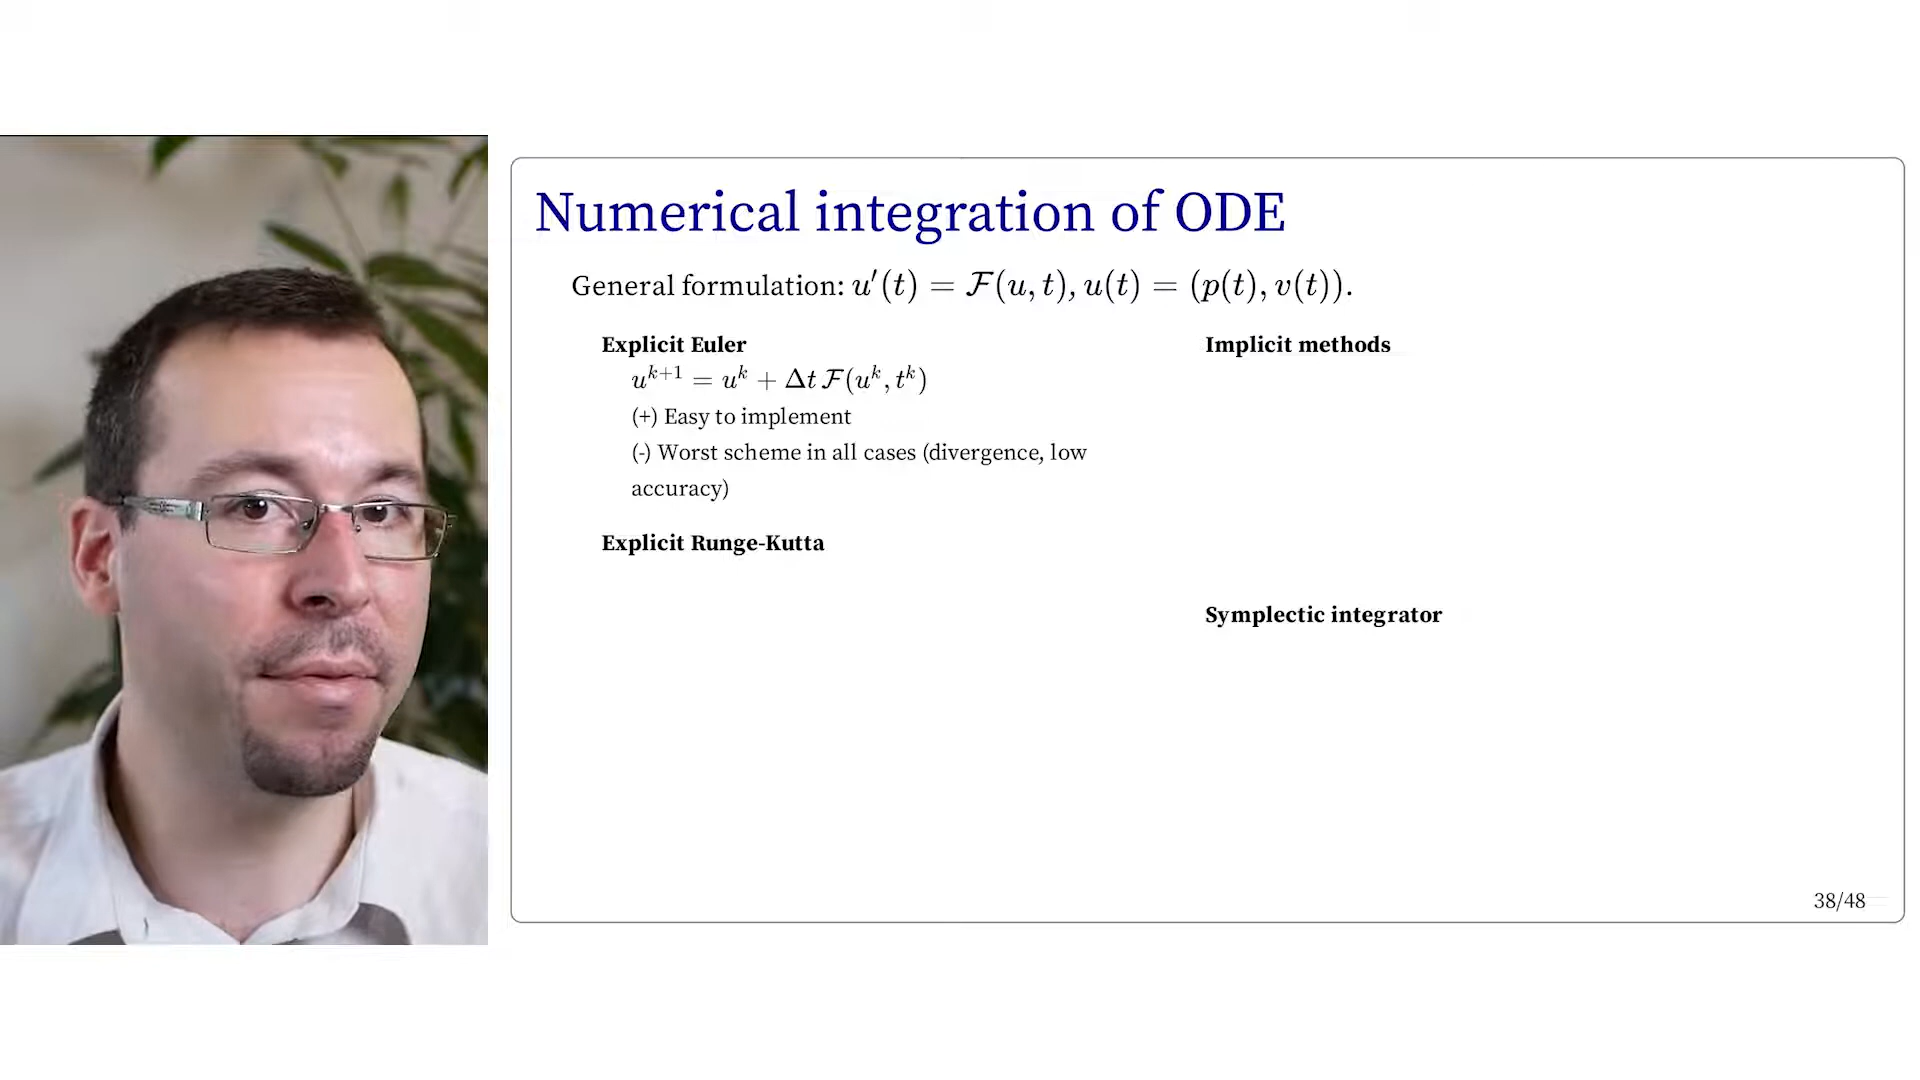 Numerical integration of ODE
General formulation: u′(t) = 𝓕(u, t), u(t) = (p(t), v(t)).
Explicit Euler
u^{k+1} = u^k + Δt 𝓕(u^k, t^k)
(+) Easy to implement
(-) Worst scheme in all cases (divergence, low
accuracy)
Explicit Runge-Kutta
Implicit methods
Symplectic integrator
38/48